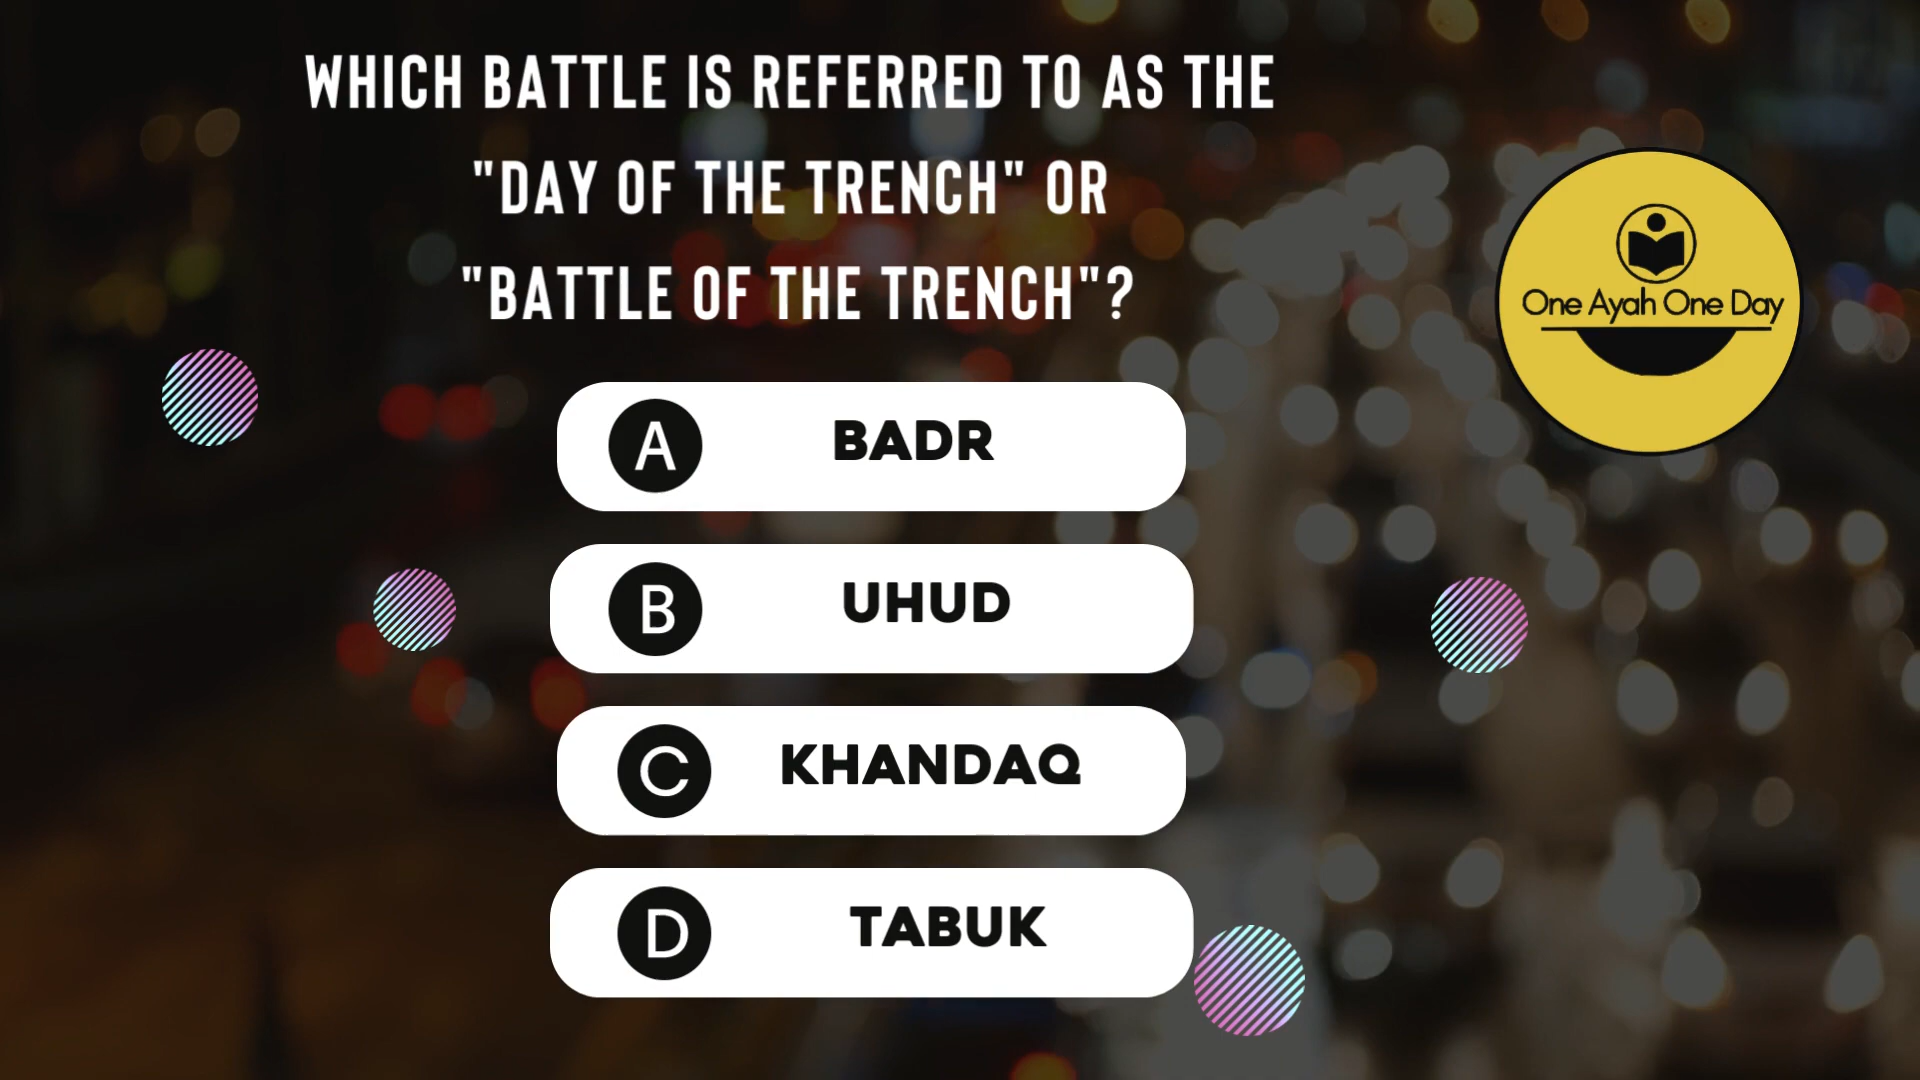 WHICH BATTLE IS REFERRED TO AS THE
"DAY OF THE TRENCH" OR
"BATTLE OF THE TRENCH"?
One Ayah One Day
A BADR
B UHUD
C KHANDAQ
D TABUK